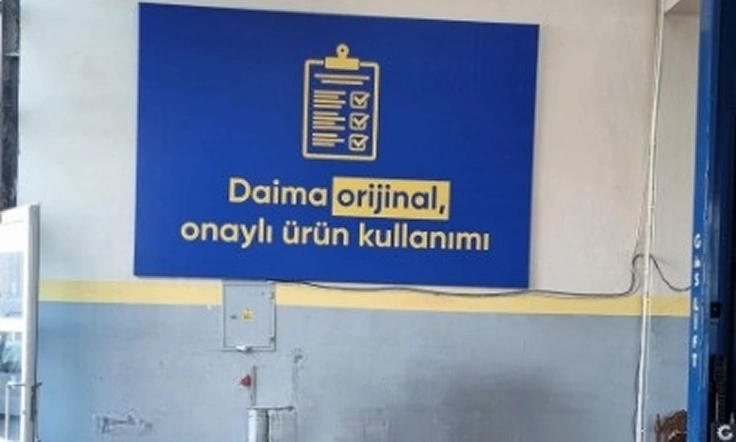 Daima orijinal,
onaylı ürün kullanımı